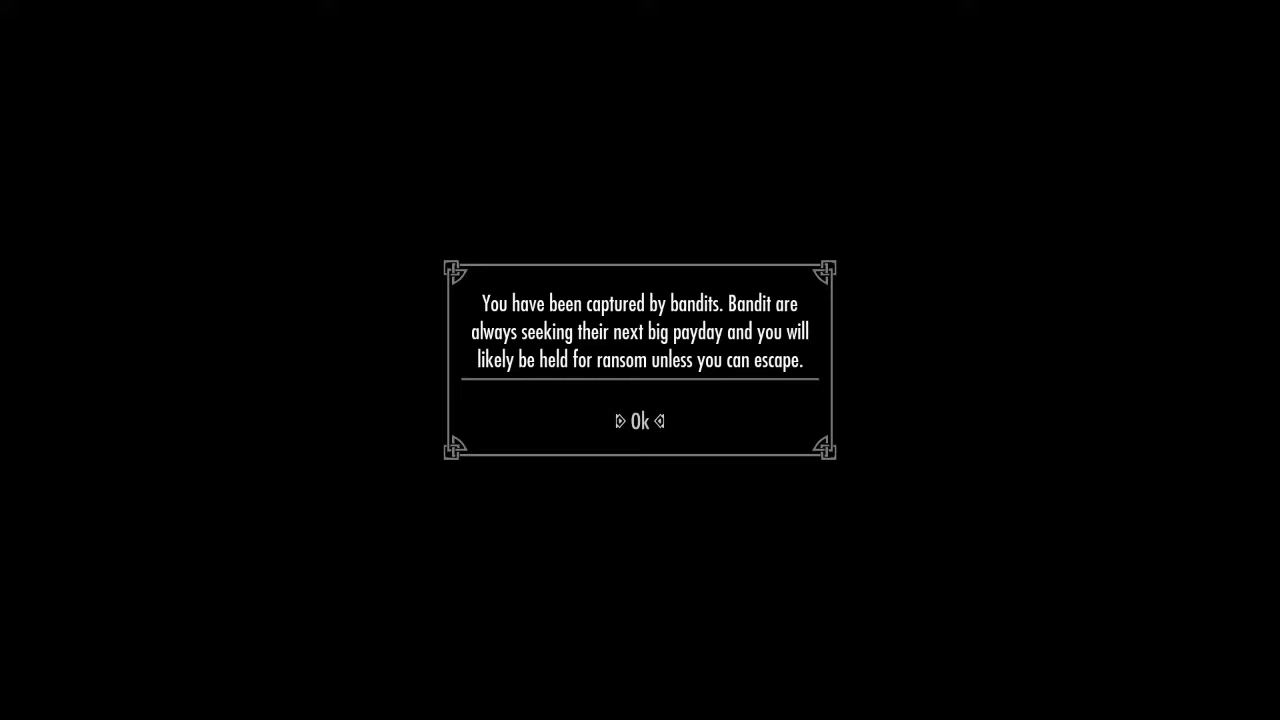 You have been captured by bandits. Bandit are
always seeking their next big payday and you will
likely be held for ransom unless you can escape.
Ok